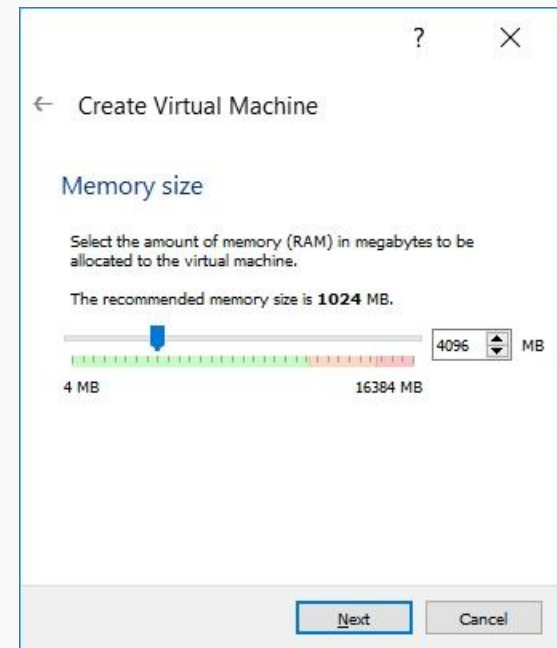 ?
← Create Virtual Machine
Memory size
Select the amount of memory (RAM) in megabytes to be
allocated to the virtual machine.
The recommended memory size is 1024 MB.
4096 MB
4 MB 16384 MB
Next Cancel